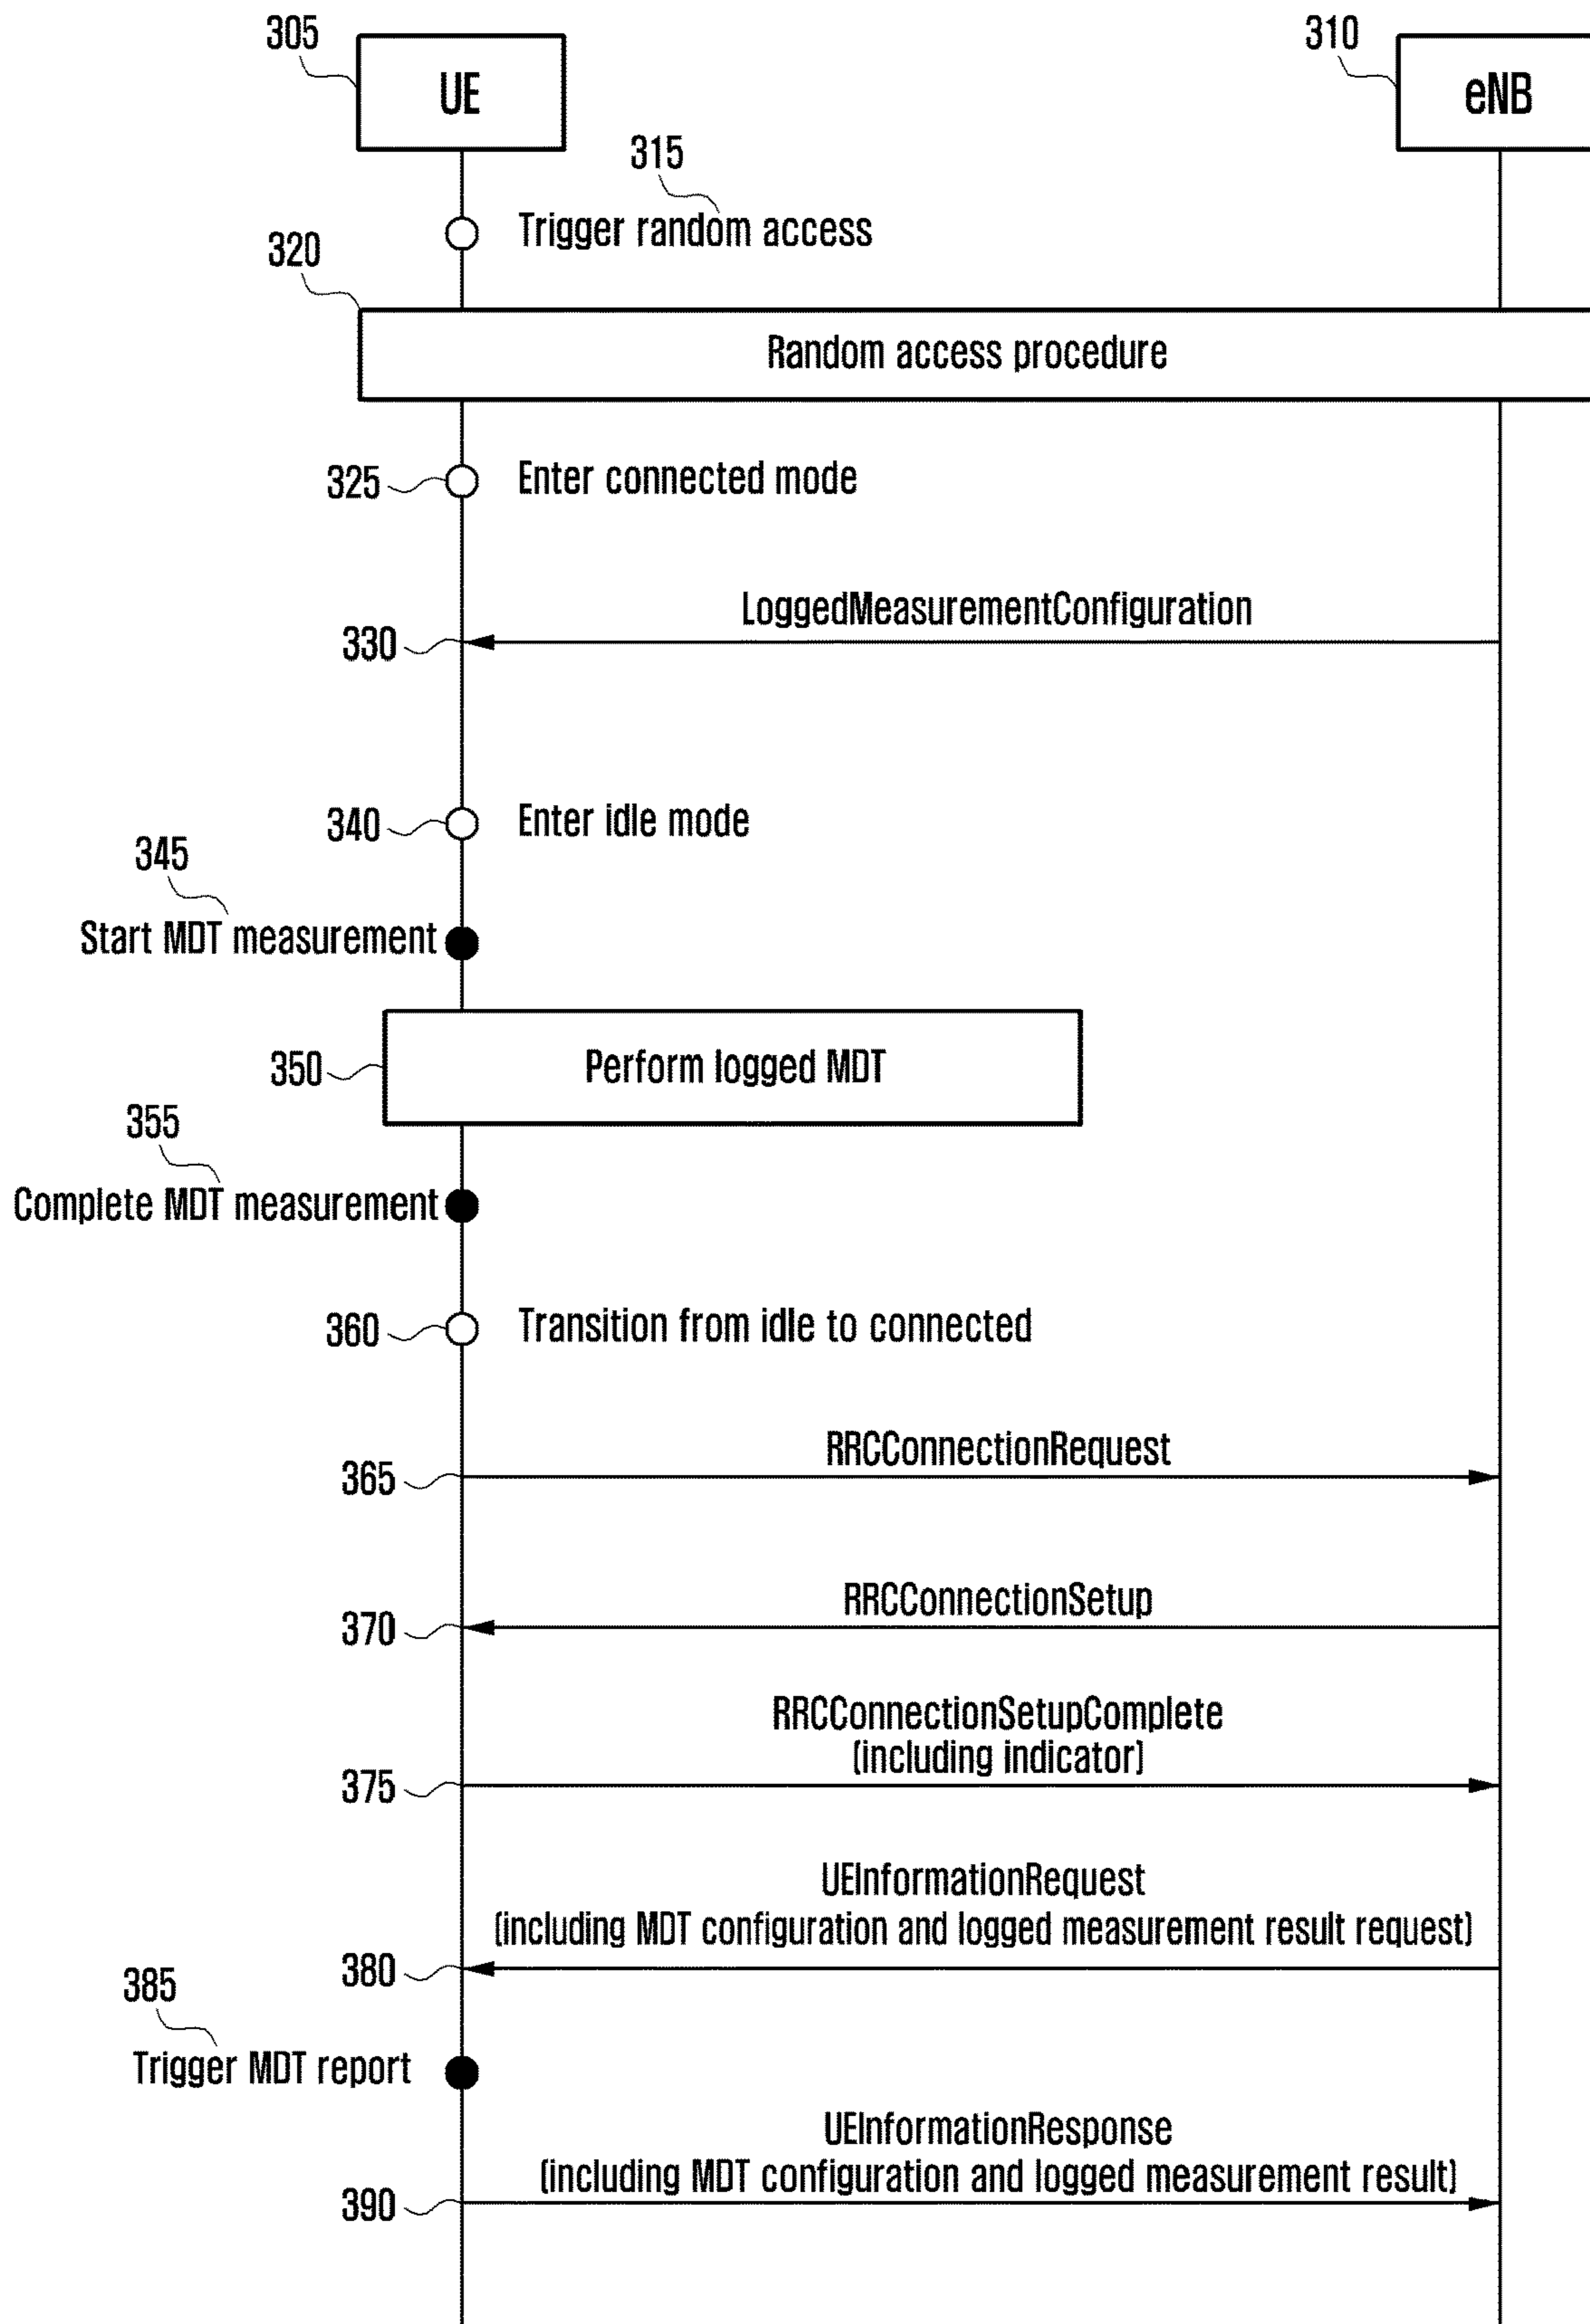 305
UE
310
eNB
315
Trigger random access
320
Random access procedure
325
Enter connected mode
LoggedMeasurementConfiguration
330
340
Enter idle mode
345
Start MDT measurement
350
Perform logged MDT
355
Complete MDT measurement
360
Transition from idle to connected
RRCConnectionRequest
365
RRCConnectionSetup
370
RRCConnectionSetupComplete
(including indicator)
375
UEInformationRequest
(including MDT configuration and logged measurement result request)
380
385
Trigger MDT report
UEInformationResponse
(including MDT configuration and logged measurement result)
390